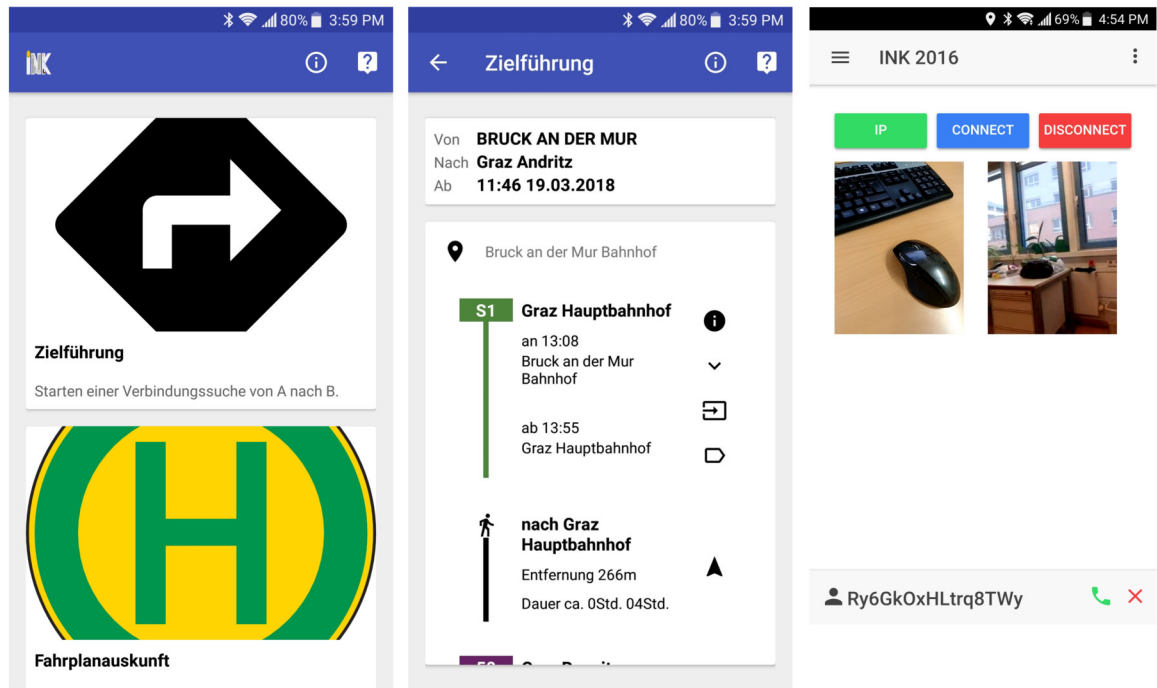 80% 3:59 PM
iNK
Zielführung
Starten einer Verbindungssuche von A nach B.
H
Fahrplanauskunft
80% 3:59 PM
Zielführung
Von BRUCK AN DER MUR
Nach Graz Andritz
Ab 11:46 19.03.2018
Bruck an der Mur Bahnhof
S1 Graz Hauptbahnhof
an 13:08
Bruck an der Mur
Bahnhof
ab 13:55
Graz Hauptbahnhof
nach Graz
Hauptbahnhof
Entfernung 266m
Dauer ca. 0Std. 04Std.
69% 4:54 PM
INK 2016
IP CONNECT DISCONNECT
Ry6GkOxHLtrq8TWy